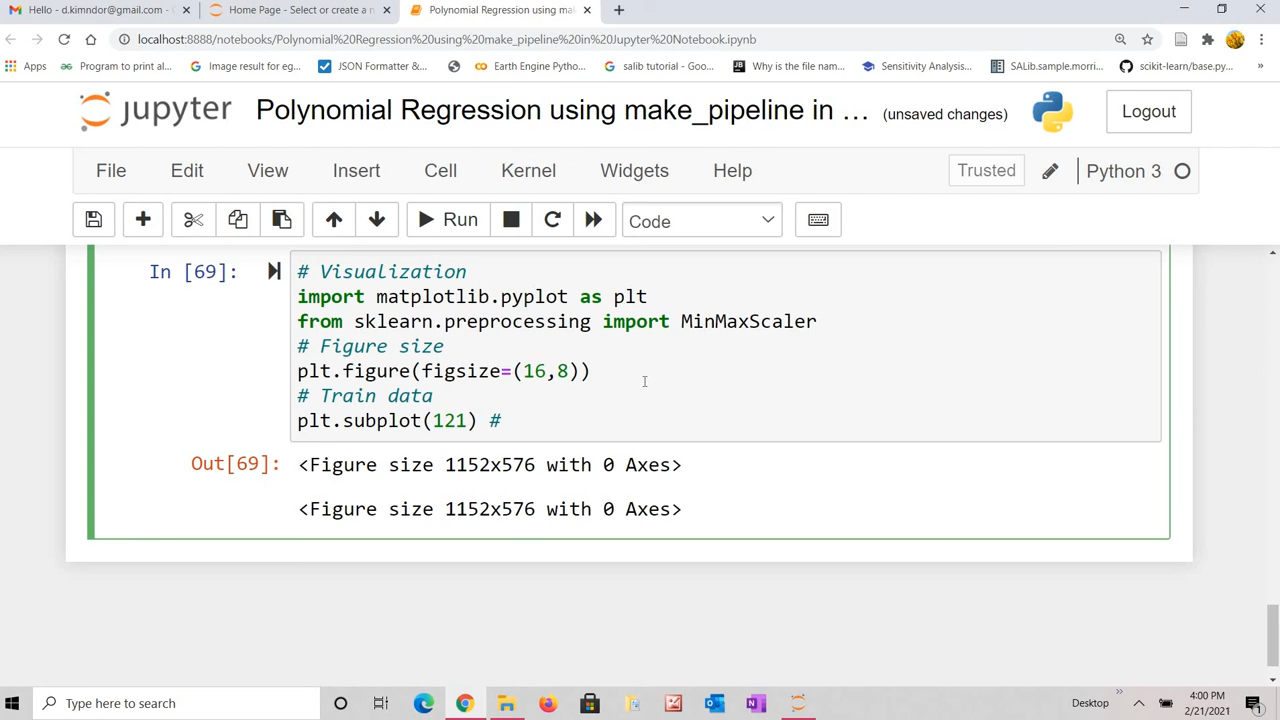 Hello - d.kimndor@gmail.com -
Home Page - Select or create a n
Polynomial Regression using mak
localhost:8888/notebooks/Polynomial%20Regression%20using%20make_pipeline%20in%20Jupyter%20Notebook.ipynb
Apps
Program to print al...
Image result for eg...
JSON Formatter &...
Earth Engine Pytho...
salib tutorial - Goo...
Why is the file nam...
Sensitivity Analysis...
SALib.sample.morri...
scikit-learn/base.py...
»
jupyter
Polynomial Regression using make_pipeline in ...
(unsaved changes)
Logout
File
Edit
View
Insert
Cell
Kernel
Widgets
Help
Trusted
Python 3
Run
Code
In [69]:
# Visualization
import matplotlib.pyplot as plt
from sklearn.preprocessing import MinMaxScaler
# Figure size
plt.figure(figsize=(16,8))
# Train data
plt.subplot(121) #
Out[69]:
<Figure size 1152x576 with 0 Axes>
<Figure size 1152x576 with 0 Axes>
Type here to search
Desktop
»
4:00 PM
2/21/2021